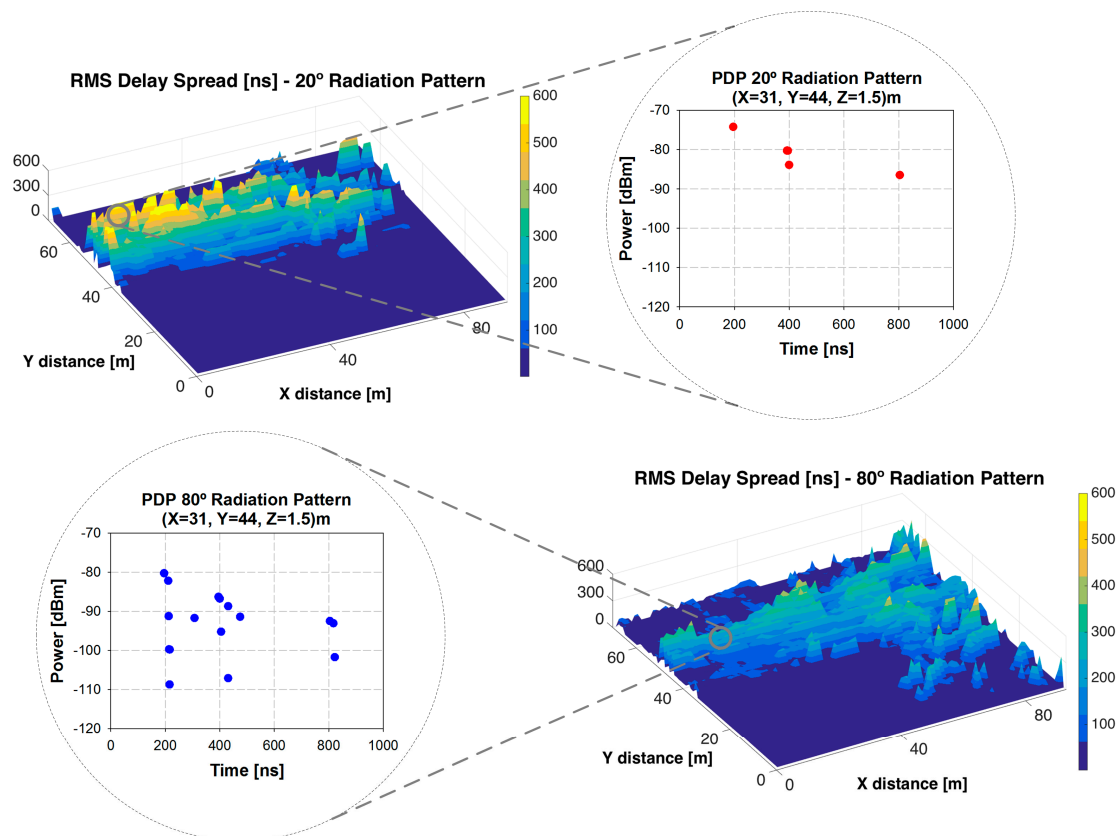 RMS Delay Spread [ns] - 20º Radiation Pattern
600
300
0
60
40
20
0
0
40
80
Y distance [m]
X distance [m]
600
500
400
300
200
100
PDP 20º Radiation Pattern
(X=31, Y=44, Z=1.5)m
-70
-80
-90
-100
-110
-120
0 200 400 600 800 1000
Power [dBm]
Time [ns]
PDP 80º Radiation Pattern
(X=31, Y=44, Z=1.5)m
-70
-80
-90
-100
-110
-120
0 200 400 600 800 1000
Power [dBm]
Time [ns]
RMS Delay Spread [ns] - 80º Radiation Pattern
600
300
0
60
40
20
0
0
40
80
Y distance [m]
X distance [m]
600
500
400
300
200
100